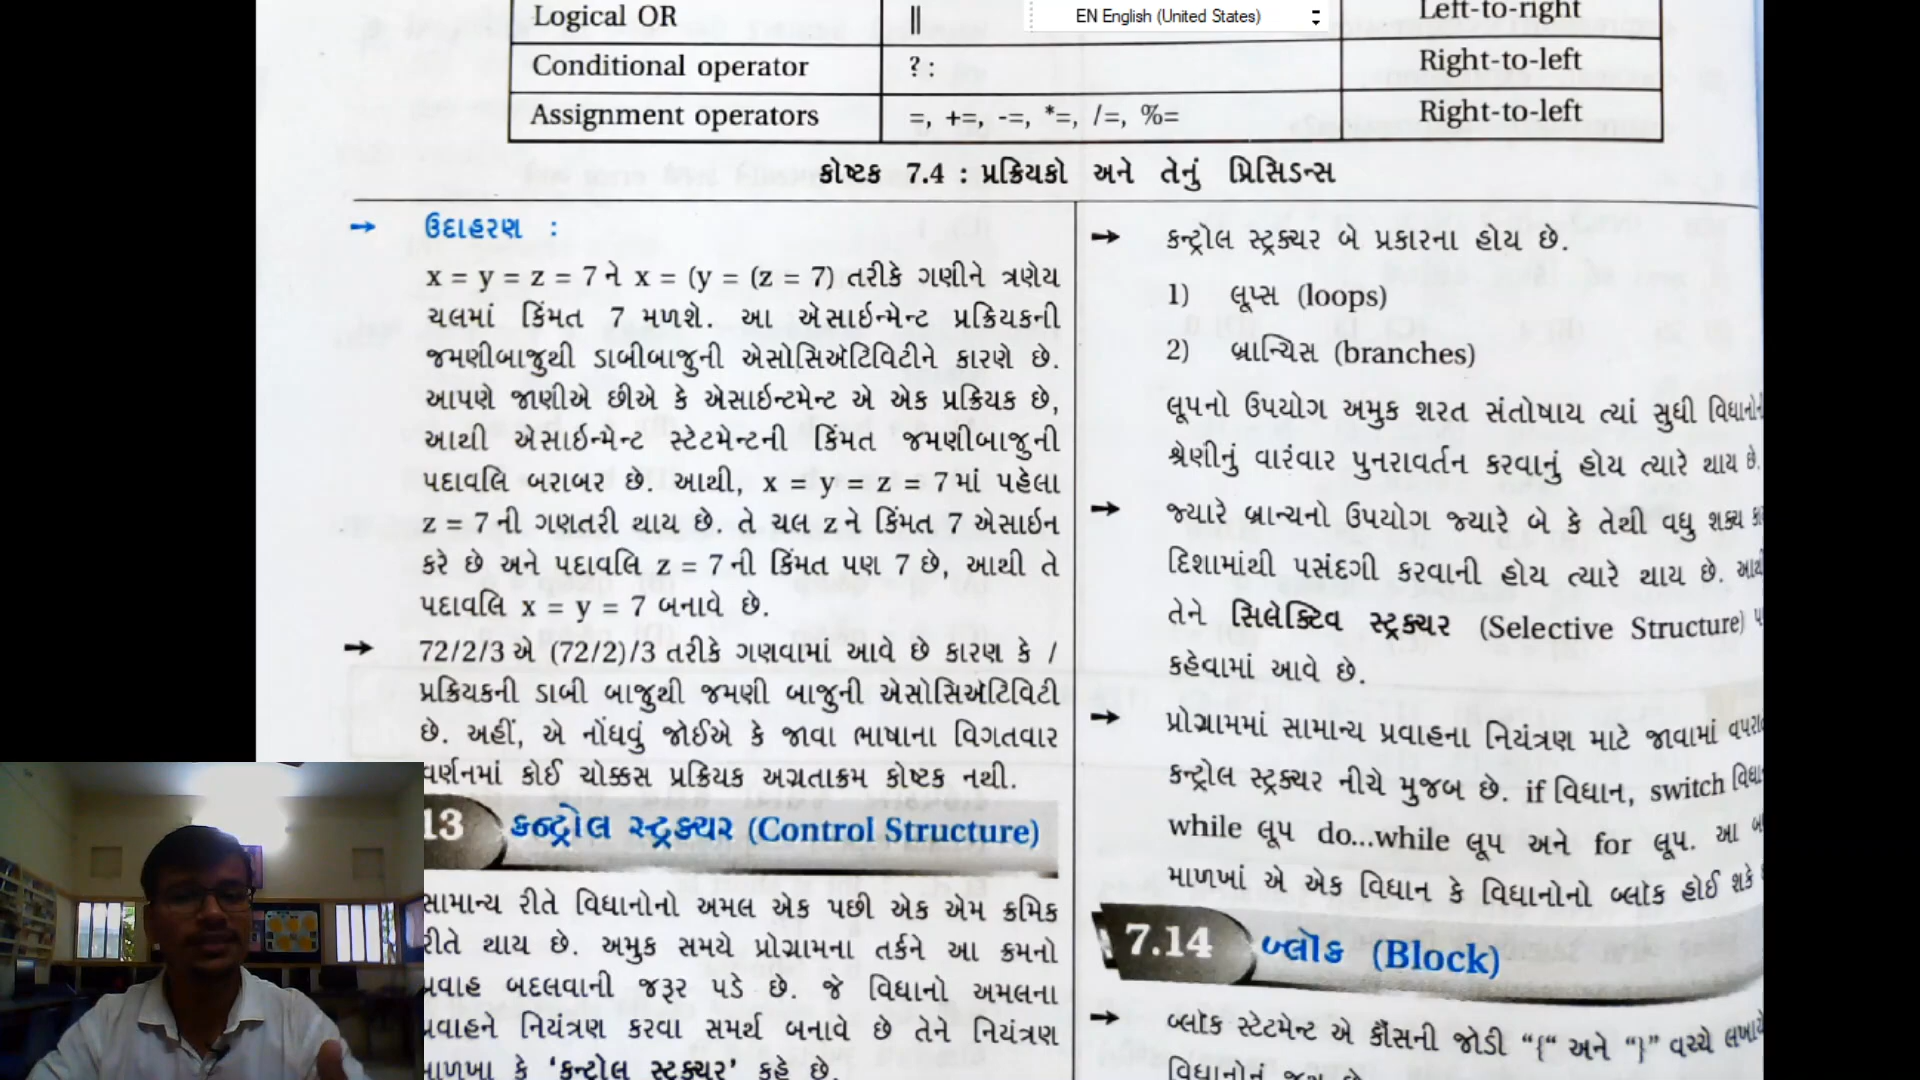 Logical OR || Left-to-right
EN English (United States)
Conditional operator ? : Right-to-left
Assignment operators =, +=, -=, *=, /=, %= Right-to-left
કોષ્ટક 7.4 : પ્રક્રિયકો અને તેનું પ્રિસિડન્સ
→ ઉદાહરણ :
x = y = z = 7 ને x = (y = (z = 7) તરીકે ગણીને ત્રણેય
ચલમાં કિંમત 7 મળશે. આ એસાઇન્મેન્ટ પ્રક્રિયકની
જમણીબાજુથી ડાબીબાજુની એસોસિઍટિવિટીને કારણે છે.
આપણે જાણીએ છીએ કે એસાઇન્ટમેન્ટ એ એક પ્રક્રિયક છે,
આથી એસાઇન્મેન્ટ સ્ટેટમેન્ટની કિંમત જમણીબાજુની
પદાવલિ બરાબર છે. આથી, x = y = z = 7 માં પહેલા
z = 7 ની ગણતરી થાય છે. તે ચલ z ને કિંમત 7 એસાઇન
કરે છે અને પદાવલિ z = 7 ની કિંમત પણ 7 છે, આથી તે
પદાવલિ x = y = 7 બનાવે છે.
→ 72/2/3 એ (72/2)/3 તરીકે ગણવામાં આવે છે કારણ કે /
પ્રક્રિયકની ડાબી બાજુથી જમણી બાજુની એસોસિઍટિવિટી
છે. અહીં, એ નોંધવું જોઈએ કે જાવા ભાષાના વિગતવાર
વર્ણનમાં કોઈ ચોક્કસ પ્રક્રિયક અગ્રતાક્રમ કોષ્ટક નથી.
13 કન્ટ્રોલ સ્ટ્રક્ચર (Control Structure)
સામાન્ય રીતે વિધાનોનો અમલ એક પછી એક એમ ક્રમિક
રીતે થાય છે. અમુક સમયે પ્રોગ્રામના તર્કને આ ક્રમનો
બદલવાની જરૂર પડે છે. જે વિધાનો અમલના
નિયંત્રણ કરવા સમર્થ બનાવે છે તેને નિયંત્રણ
કે ‘કન્ટ્રોલ સ્ટ્રક્ચર’ કહે છે.
→ કન્ટ્રોલ સ્ટ્રક્ચર બે પ્રકારના હોય છે.
1) લૂપ્સ (loops)
2) બ્રાન્ચિસ (branches)
લૂપનો ઉપયોગ અમુક શરત સંતોષાય ત્યાં સુધી
શ્રેણીનું વારંવાર પુનરાવર્તન કરવાનું હોય ત્યારે થાય છે.
→ જ્યારે બ્રાન્ચનો ઉપયોગ જ્યારે બે કે તેથી વધુ શક્ય
દિશામાંથી પસંદગી કરવાની હોય ત્યારે થાય છે.
તેને સિલેક્ટિવ સ્ટ્રક્ચર (Selective Structure)
કહેવામાં આવે છે.
→ પ્રોગ્રામમાં સામાન્ય પ્રવાહના નિયંત્રણ માટે જાવામાં
કન્ટ્રોલ સ્ટ્રક્ચર નીચે મુજબ છે. if વિધાન, switch
while લૂપ do...while લૂપ અને for લૂપ. આ
માળખાં એ એક વિધાન કે વિધાનોનો બ્લૉક હોઈ શકે
7.14 બ્લૉક (Block)
→ બ્લૉક સ્ટેટમેન્ટ એ કૌંસની જોડી “{“ અને “}” વચ્ચે